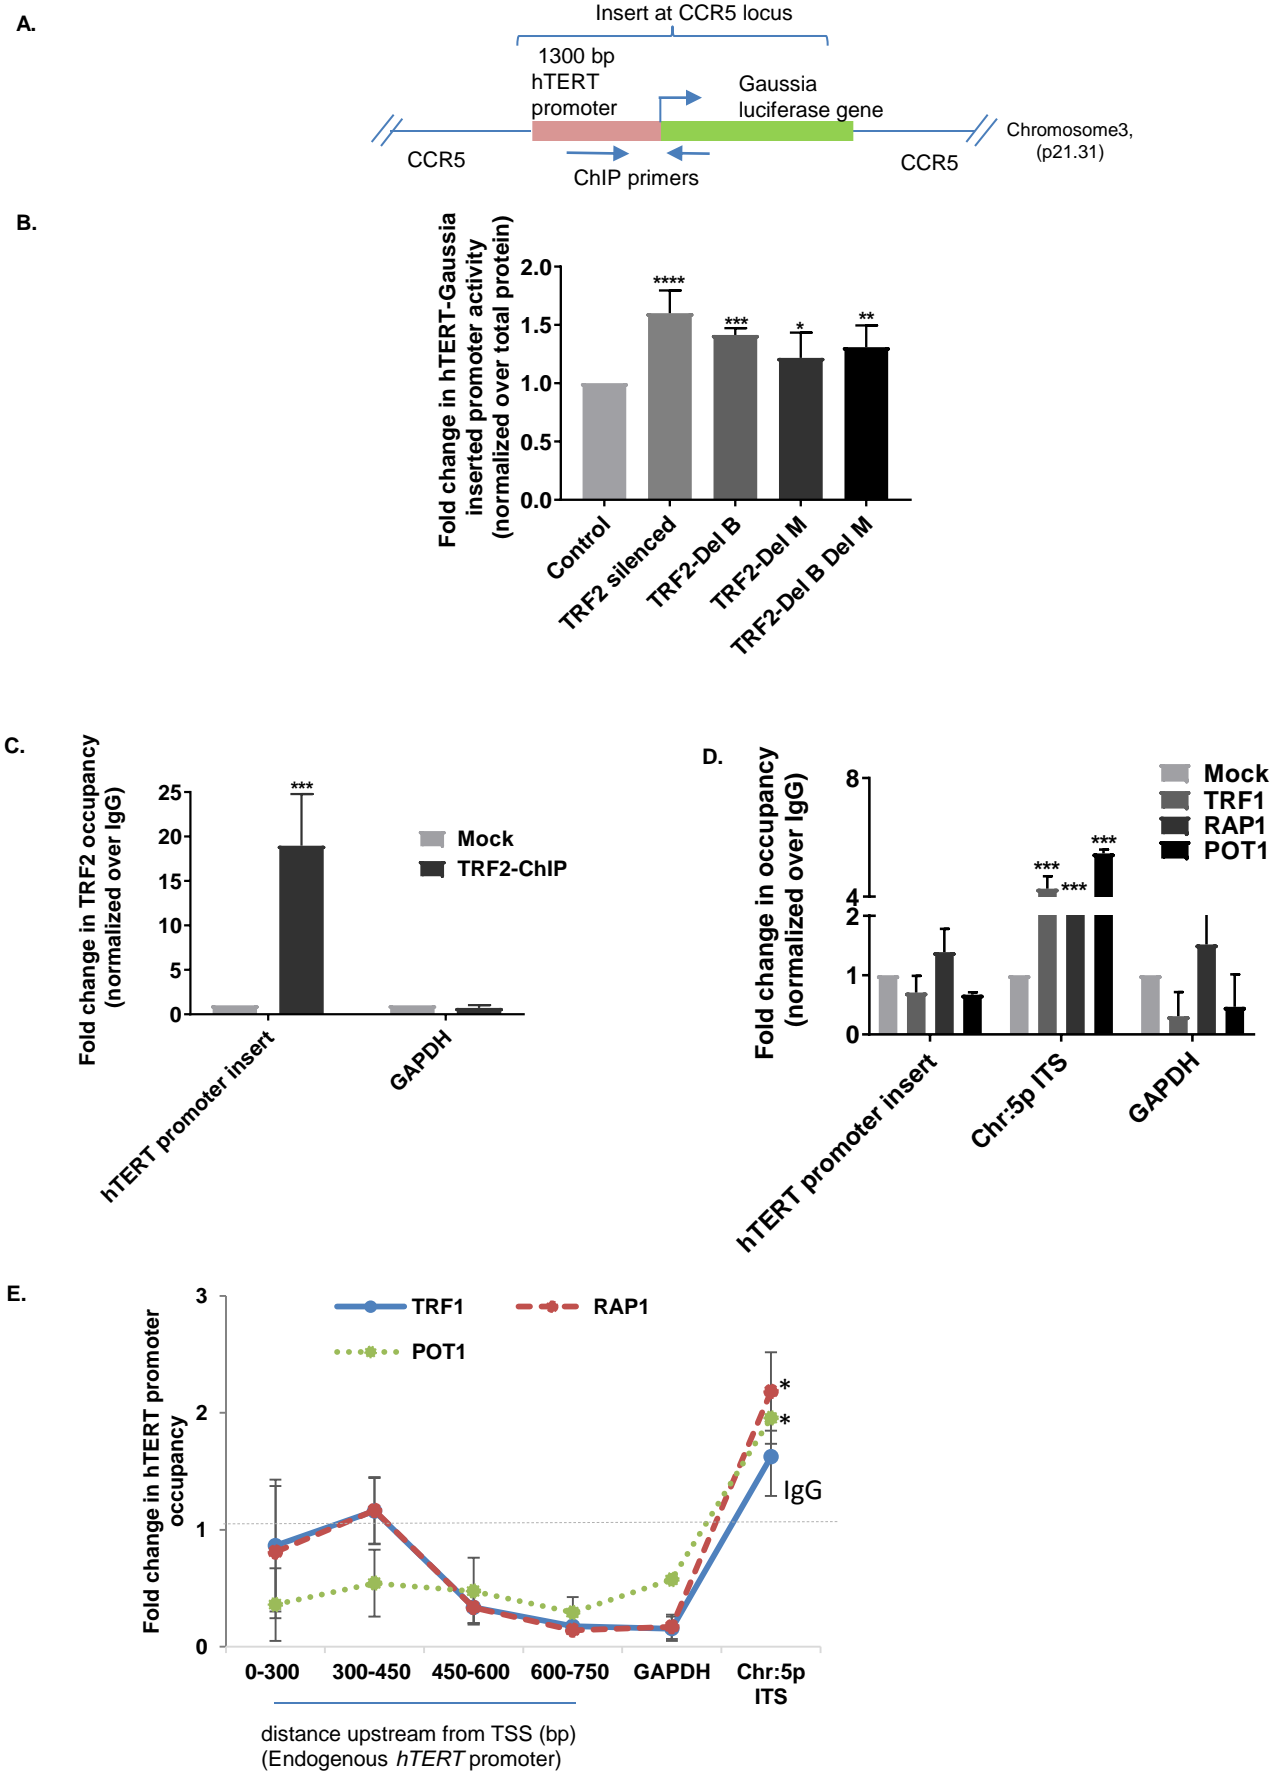 A.
Insert at CCR5 locus
1300 bp
hTERT
promoter
Gaussia
luciferase gene
CCR5
CCR5
Chromosome3,
(p21.31)
ChIP primers
B.
Fold change in hTERT-Gaussia
inserted promoter activity
(normalized over total protein)
2.0
1.5
1.0
0.5
0.0
****
***
*
**
Control
TRF2 silenced
TRF2-Del B
TRF2-Del M
TRF2-Del B Del M
C.
Fold change in TRF2 occupancy
(normalized over IgG)
25
20
15
10
5
0
***
Mock
TRF2-ChIP
hTERT promoter insert
GAPDH
D.
Fold change in occupancy
(normalized over IgG)
8
4
2
1
0
***
***
***
Mock
TRF1
RAP1
POT1
hTERT promoter insert
Chr:5p ITS
GAPDH
E.
Fold change in hTERT promoter
occupancy
3
2
1
0
TRF1
RAP1
POT1
*
*
IgG
0-300
300-450
450-600
600-750
GAPDH
Chr:5p
ITS
distance upstream from TSS (bp)
(Endogenous hTERT promoter)